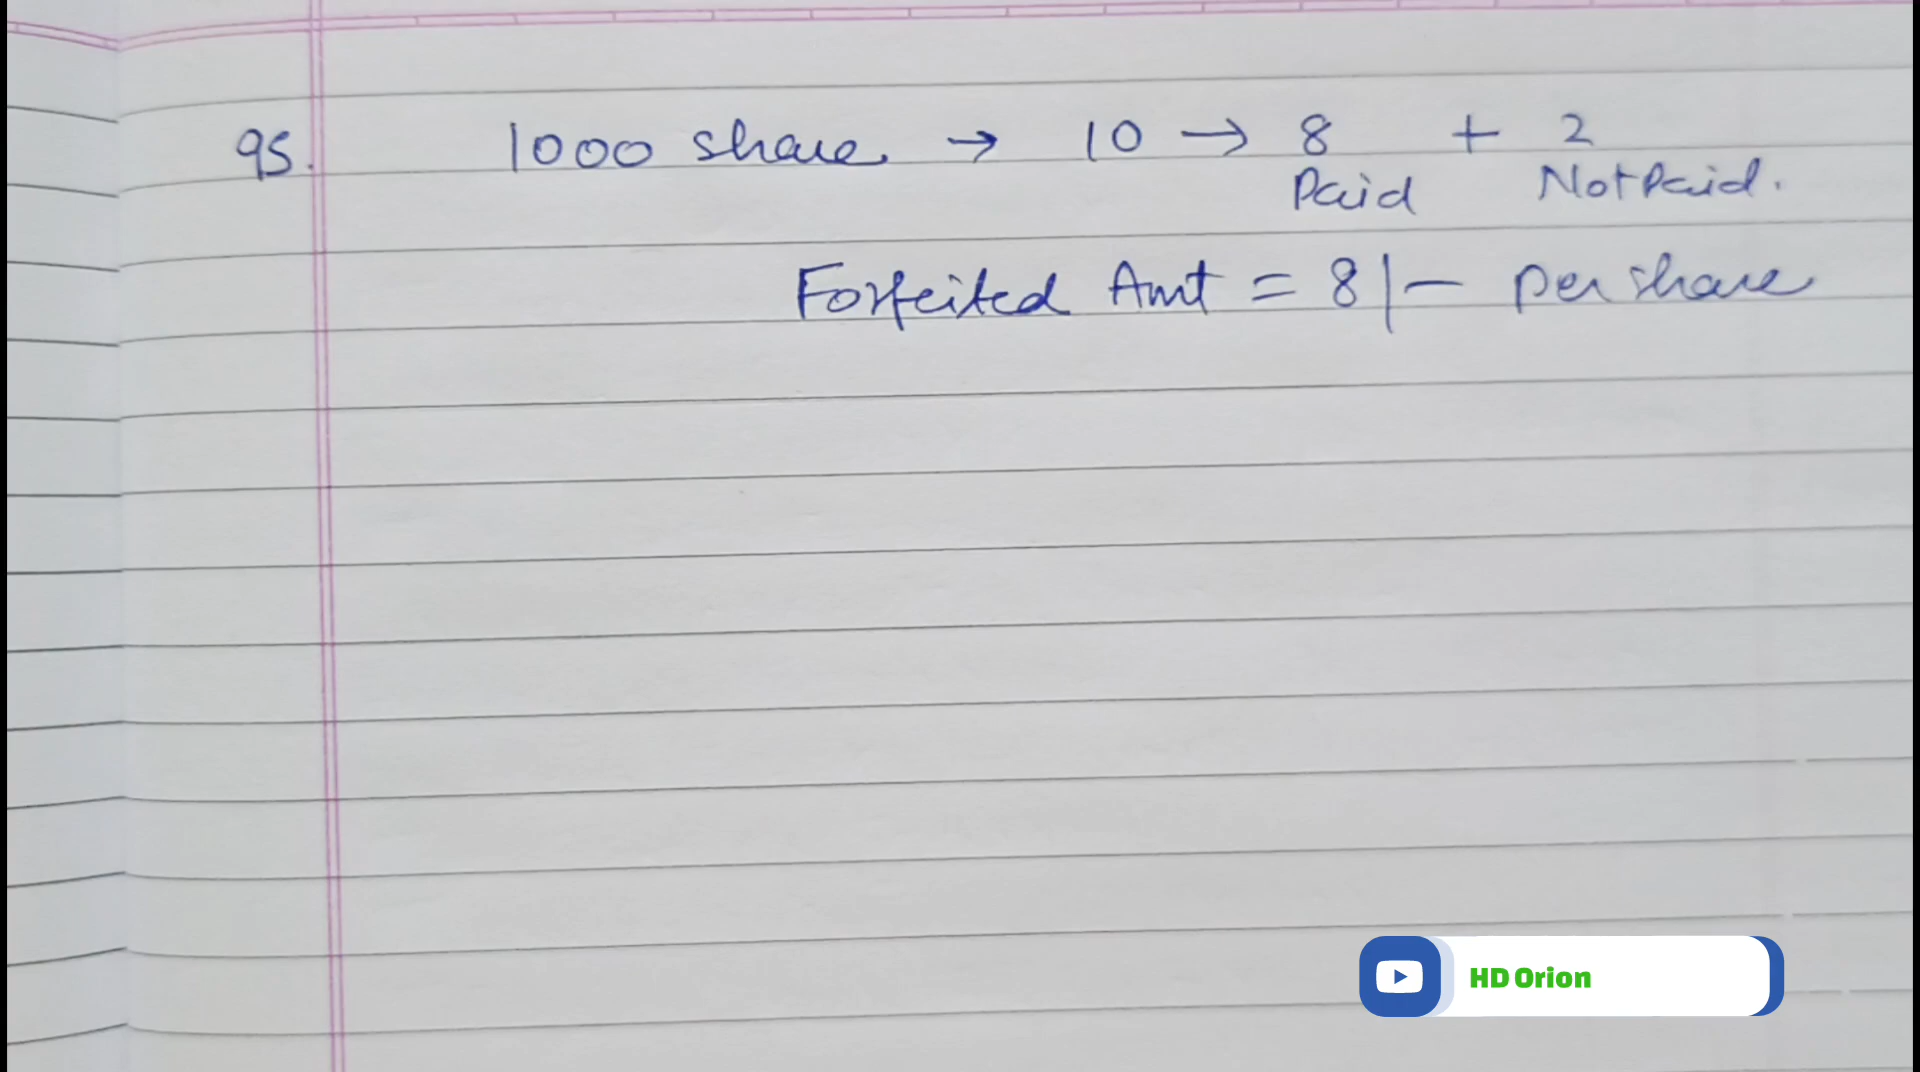 95. 1000 share → 10 → 8 + 2
Paid Not Paid.
Forfeited Amt = 8/- per share
HD Orion